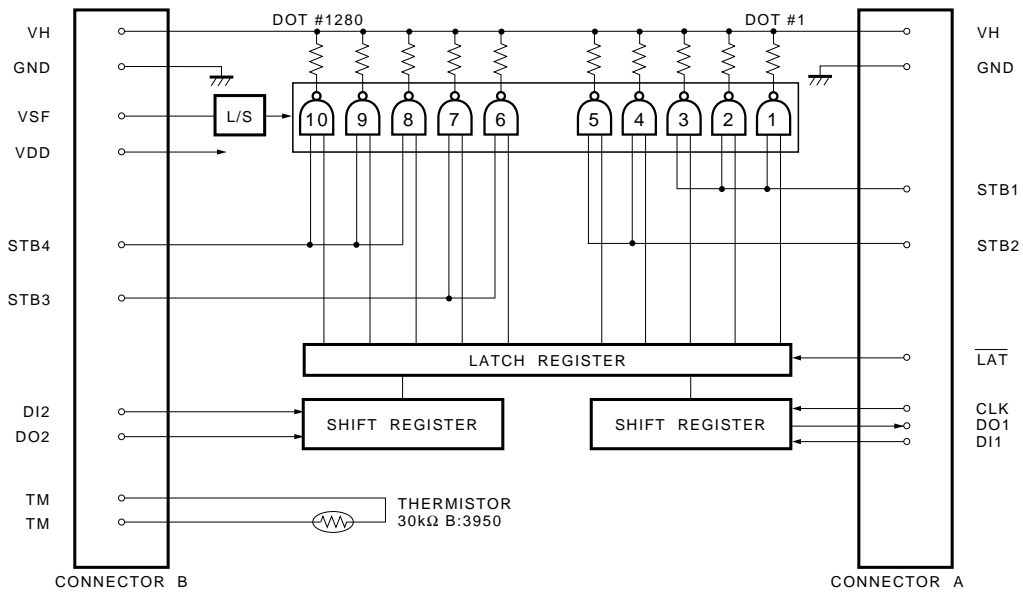 DOT #1280
DOT #1
VH
GND
VSF
VDD
STB4
STB3
DI2
DO2
TM
TM
CONNECTOR B
L/S
10
9
8
7
6
5
4
3
2
1
LATCH REGISTER
SHIFT REGISTER
SHIFT REGISTER
THERMISTOR
30kΩ B:3950
VH
GND
STB1
STB2
LAT
CLK
DO1
DI1
CONNECTOR A